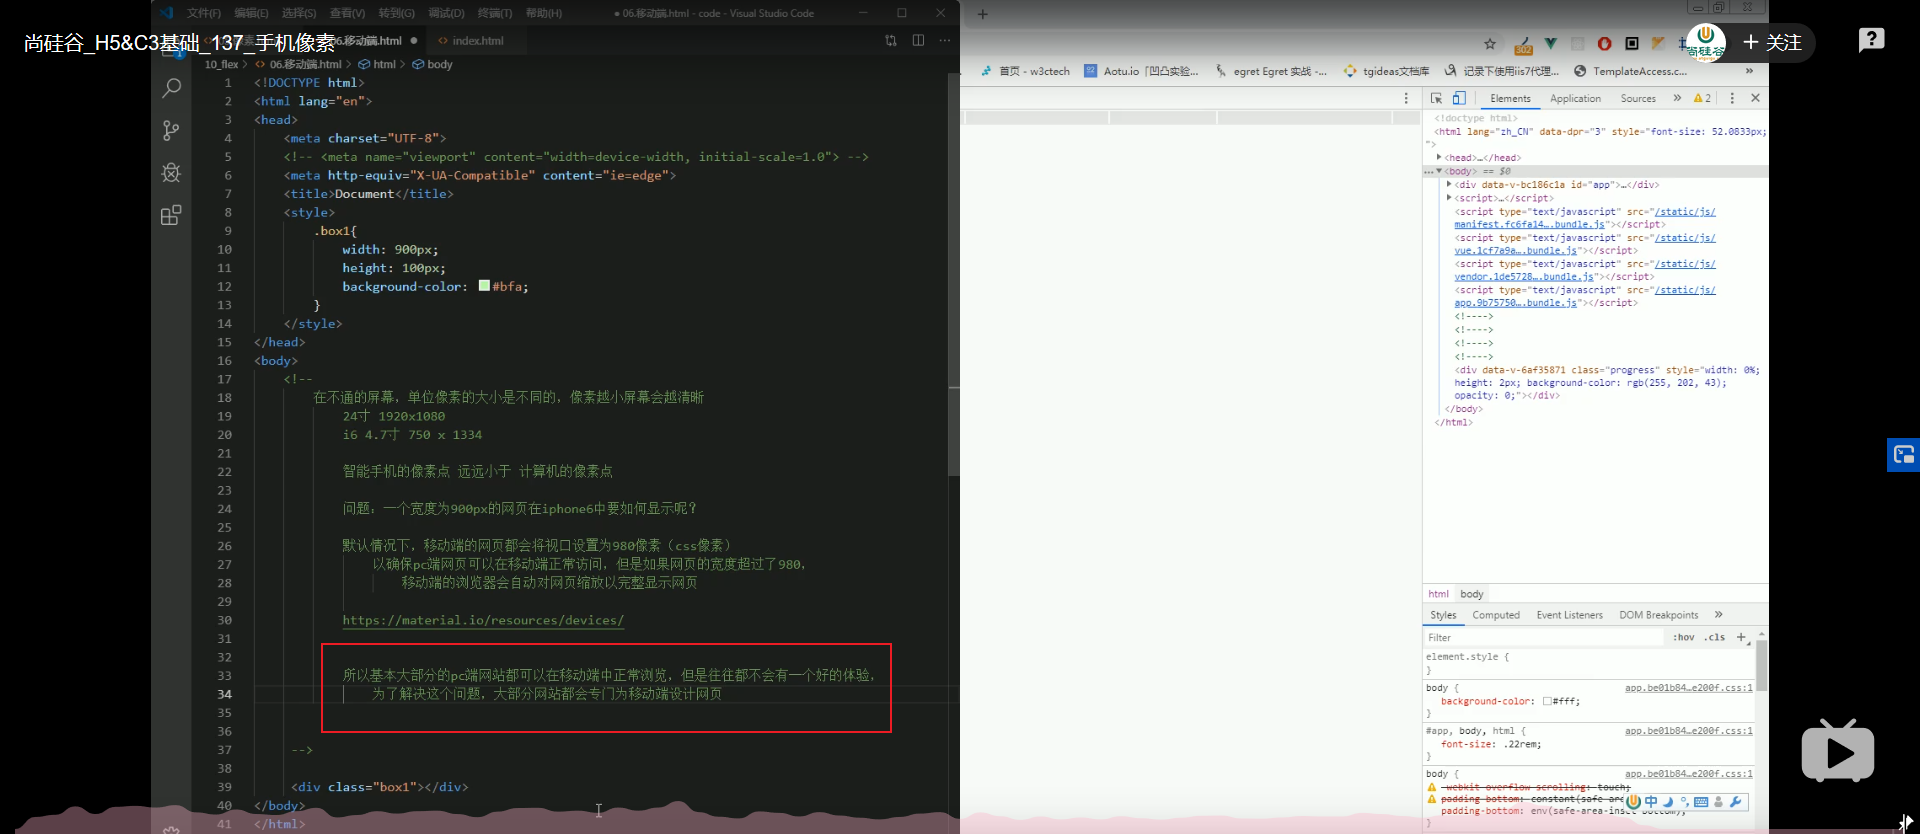 尚硅谷_H5&C3基础_137_手机像素
文件(F) 编辑(E) 选择(S) 查看(V) 转到(G) 调试(D) 终端(T) 帮助(H)
● 06.移动端.html - code - Visual Studio Code
06.移动端.html ●
index.html
10_flex > 06.移动端.html > html > body
1 <!DOCTYPE html>
2 <html lang="en">
3 <head>
4 <meta charset="UTF-8">
5 <!-- <meta name="viewport" content="width=device-width, initial-scale=1.0"> -->
6 <meta http-equiv="X-UA-Compatible" content="ie=edge">
7 <title>Document</title>
8 <style>
9 .box1{
10 width: 900px;
11 height: 100px;
12 background-color: #bfa;
13 }
14 </style>
15 </head>
16 <body>
17 <!--
18 在不通的屏幕，单位像素的大小是不同的，像素越小屏幕会越清晰
19 24寸 1920x1080
20 i6 4.7寸 750 x 1334
21
22 智能手机的像素点 远远小于 计算机的像素点
23
24 问题：一个宽度为900px的网页在iphone6中要如何显示呢？
25
26 默认情况下，移动端的网页都会将视口设置为980像素（css像素）
27 以确保pc端网页可以在移动端正常访问，但是如果网页的宽度超过了980，
28 移动端的浏览器会自动对网页缩放以完整显示网页
29
30 https://material.io/resources/devices/
31
32
33 所以基本大部分的pc端网站都可以在移动端中正常浏览，但是往往都不会有一个好的体验，
34 为了解决这个问题，大部分网站都会专门为移动端设计网页
35
36
37 -->
38
39 <div class="box1"></div>
40 </body>
41 </html>
尚硅谷
+ 关注
302
首页 - w3ctech
Aotu.io「凹凸实验...
egret Egret 实战 -...
tgideas文档库
记录下使用iis7代理...
TemplateAccess.c...
»
Elements Application Sources » 2
<!doctype html>
<html lang="zh_CN" data-dpr="3" style="font-size: 52.0833px;
">
<head>…</head>
<body> == $0
<div data-v-bc186c1a id="app">…</div>
<script>…</script>
<script type="text/javascript" src="/static/js/
manifest.fc6fa14….bundle.js"></script>
<script type="text/javascript" src="/static/js/
vue.1cf7a9a….bundle.js"></script>
<script type="text/javascript" src="/static/js/
vendor.1de5728….bundle.js"></script>
<script type="text/javascript" src="/static/js/
app.9b75750….bundle.js"></script>
<!---->
<!---->
<!---->
<!---->
<div data-v-6af35871 class="progress" style="width: 0%;
height: 2px; background-color: rgb(255, 202, 43);
opacity: 0;"></div>
</body>
</html>
html body
Styles Computed Event Listeners DOM Breakpoints »
Filter :hov .cls +
element.style {
}
body { app.be01b84…e200f.css:1
background-color: #fff;
}
#app, body, html { app.be01b84…e200f.css:1
font-size: .22rem;
}
body { app.be01b84…e200f.css:1
-webkit-overflow-scrolling: touch;
padding-bottom: constant(safe-are
padding-bottom: env(safe-area-inset-bottom);
}
中